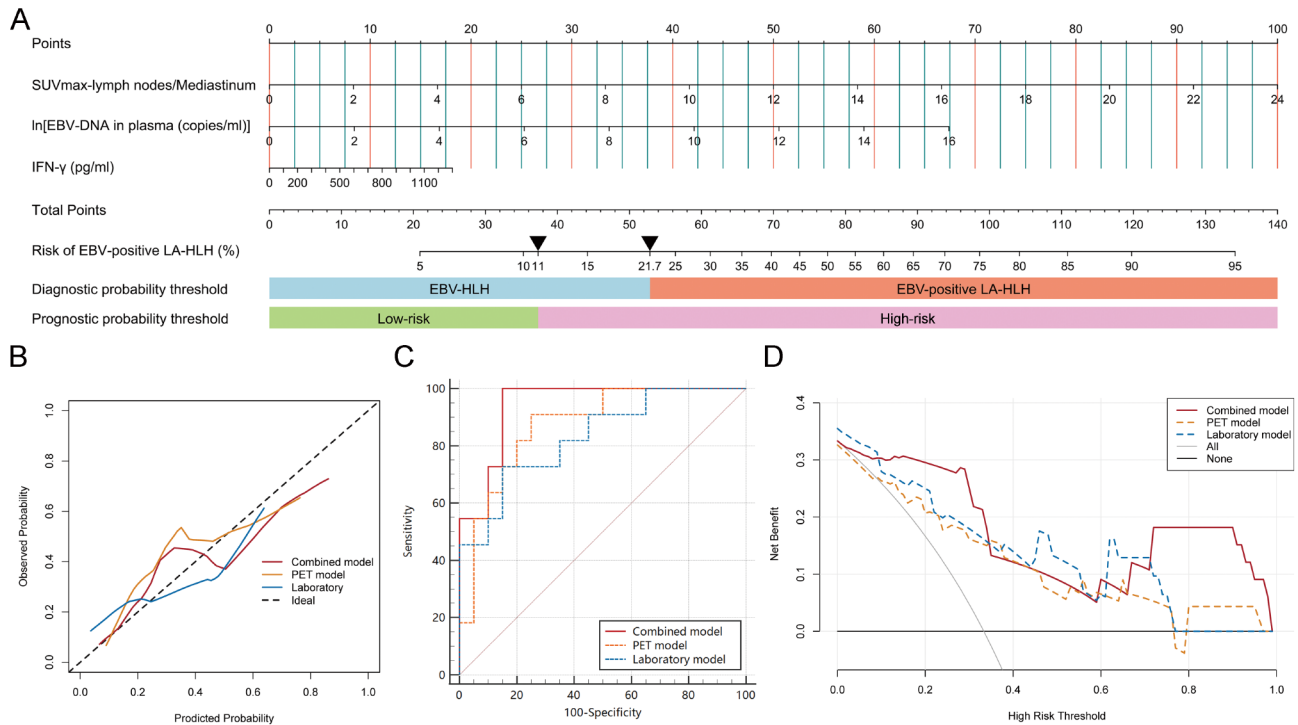 A
Points
0 10 20 30 40 50 60 70 80 90 100
SUVmax-lymph nodes/Mediastinum
0 2 4 6 8 10 12 14 16 18 20 22 24
ln[EBV-DNA in plasma (copies/ml)]
0 2 4 6 8 10 12 14 16
IFN-γ (pg/ml)
0 200 500 800 1100
Total Points
0 10 20 30 40 50 60 70 80 90 100 110 120 130 140
Risk of EBV-positive LA-HLH (%)
5 10 11 15 21.7 25 30 35 40 45 50 55 60 65 70 75 80 85 90 95
Diagnostic probability threshold
EBV-HLH
EBV-positive LA-HLH
Prognostic probability threshold
Low-risk
High-risk
B
Observed Probability
1.0
0.8
0.6
0.4
0.2
0.0
Combined model
PET model
Laboratory
Ideal
0.0 0.2 0.4 0.6 0.8 1.0
Predicted Probability
C
Sensitivity
100
80
60
40
20
0
Combined model
PET model
Laboratory model
0 20 40 60 80 100
100-Specificity
D
Net Benefit
0.4
0.3
0.2
0.1
0.0
Combined model
PET model
Laboratory model
All
None
0.0 0.2 0.4 0.6 0.8 1.0
High Risk Threshold